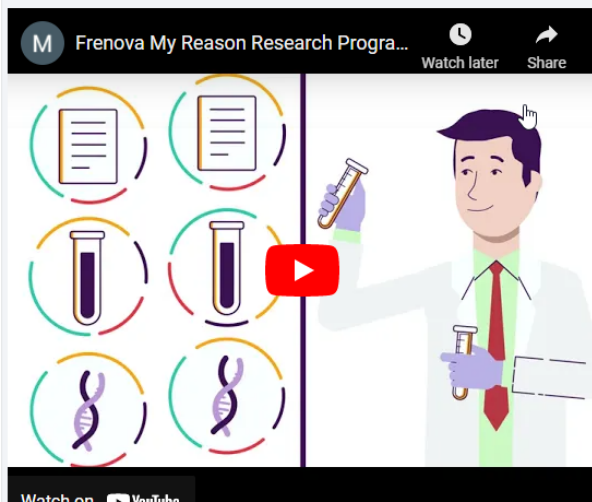 M
Frenova My Reason Research Progra...
Watch later
Share
Watch on YouTube